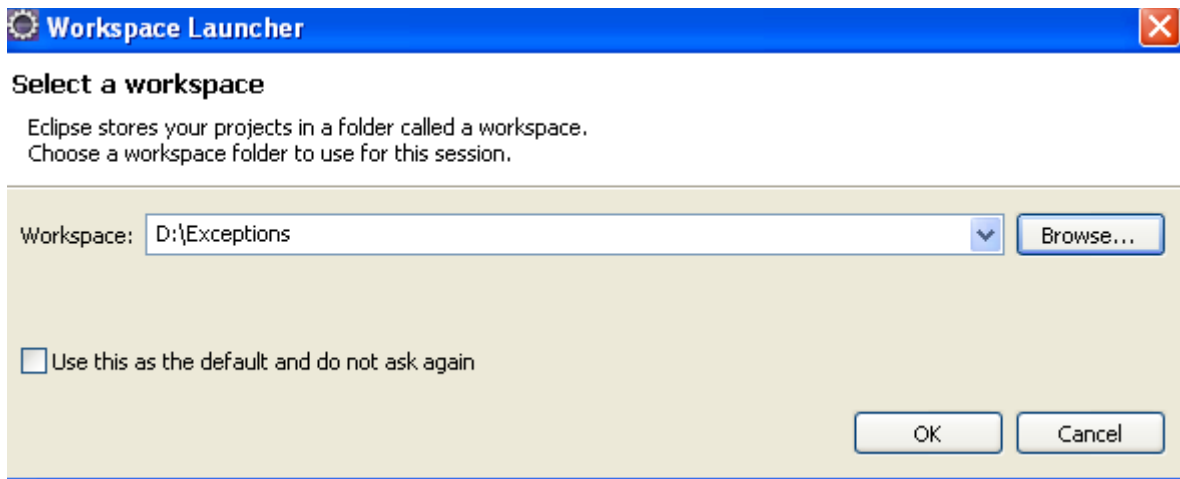 Workspace Launcher
Select a workspace
Eclipse stores your projects in a folder called a workspace.
Choose a workspace folder to use for this session.
Workspace: D:\Exceptions Browse...
Use this as the default and do not ask again
OK Cancel